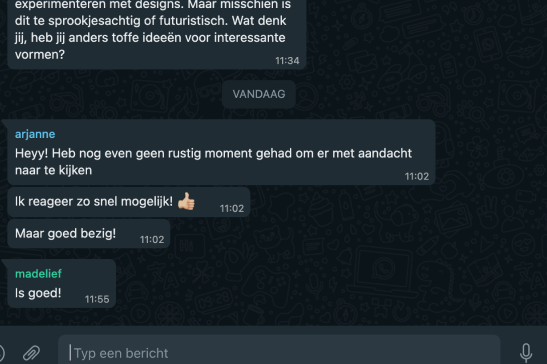 experimenteren met designs. Maar misschien is
dit te sprookjesachtig of futuristisch. Wat denk
jij, heb jij anders toffe ideeën voor interessante
vormen?
11:34
VANDAAG
arjanne
Heyy! Heb nog even geen rustig moment gehad om er met aandacht
naar te kijken
11:02
Ik reageer zo snel mogelijk! 👍🏼
11:02
Maar goed bezig!
11:02
madelief
Is goed!
11:55
Typ een bericht